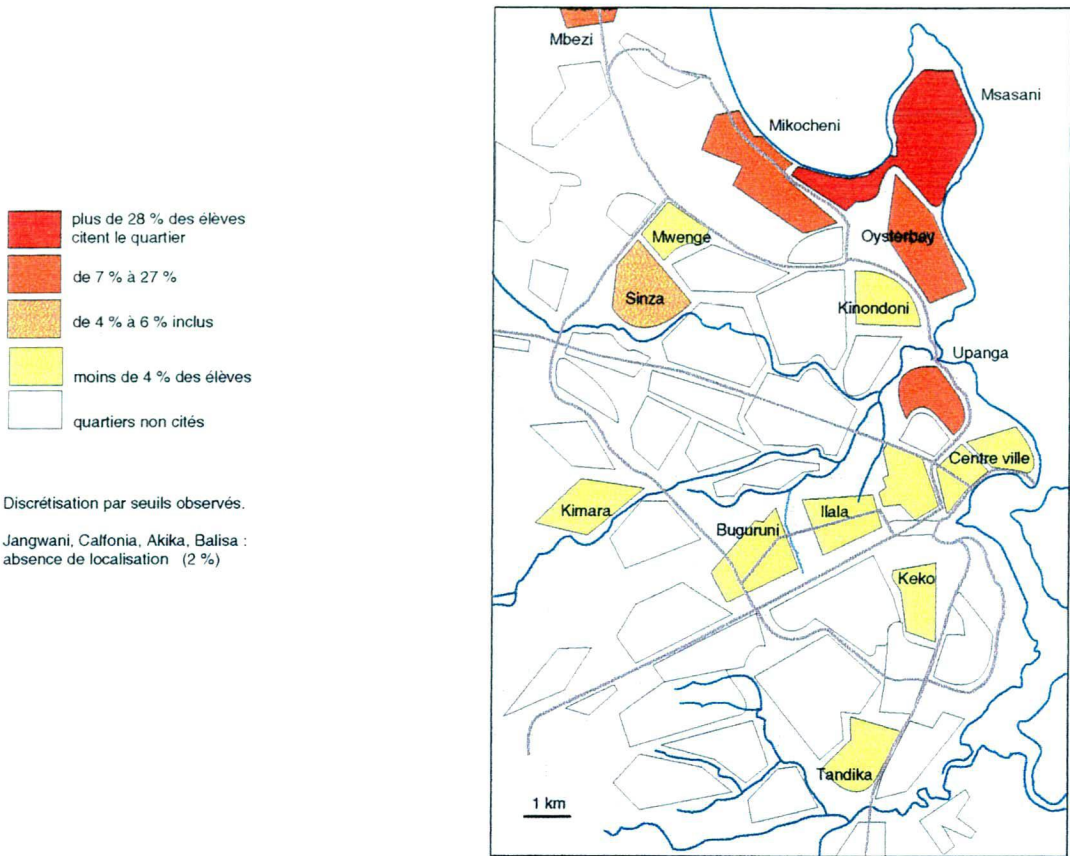 plus de 28 % des élèves
citent le quartier
de 7 % à 27 %
de 4 % à 6 % inclus
moins de 4 % des élèves
quartiers non cités
Discrétisation par seuils observés.
Jangwani, Calfonia, Akika, Balisa :
absence de localisation (2 %)
Mbezi
Msasani
Mikocheni
Oysterbay
Mwenge
Sinza
Kinondoni
Upanga
Centre ville
Kimara
Ilala
Buguruni
Keko
Tandika
1 km